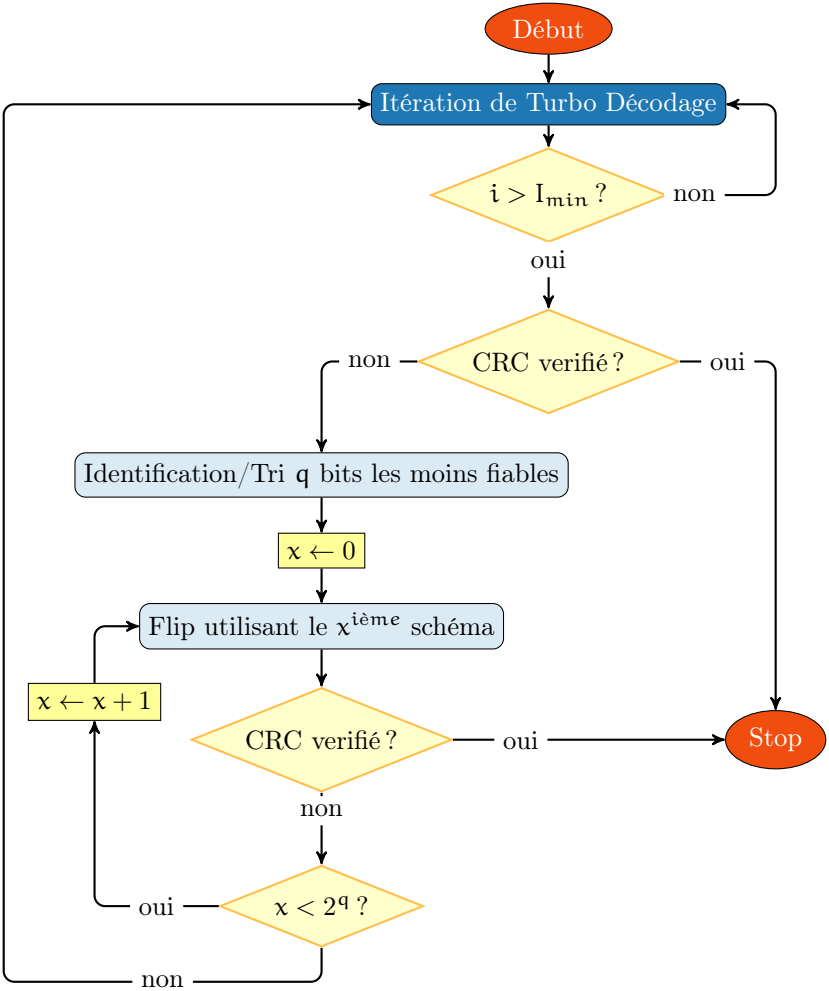 Début
Itération de Turbo Décodage
i > I_min ?
non
oui
CRC verifié ?
non
oui
Identification/Tri q bits les moins fiables
x ← 0
Flip utilisant le x^ième schéma
x ← x + 1
CRC verifié ?
oui
Stop
non
x < 2^q ?
oui
non